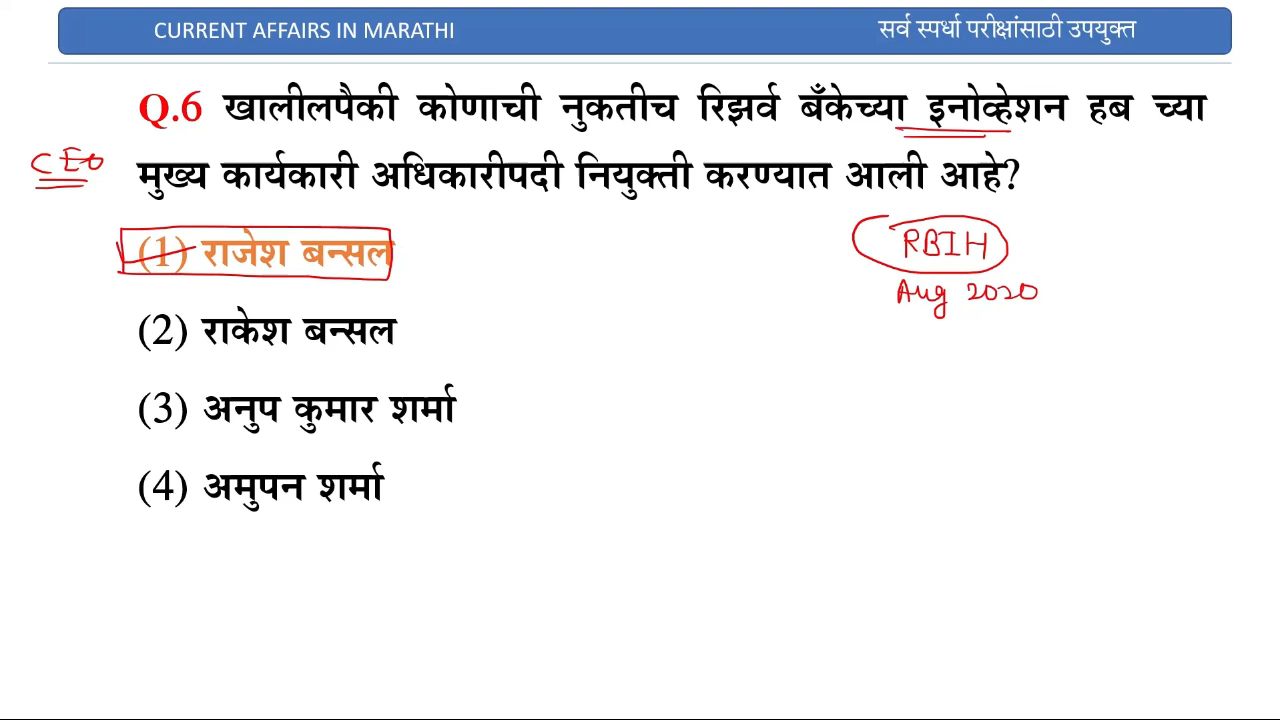 CURRENT AFFAIRS IN MARATHI
सर्व स्पर्धा परीक्षांसाठी उपयुक्त
Q.6 खालीलपैकी कोणाची नुकतीच रिझर्व बँकेच्या इनोव्हेशन हब च्या
CEO
मुख्य कार्यकारी अधिकारीपदी नियुक्ती करण्यात आली आहे?
(1) राजेश बन्सल
RBIH
Aug 2020
(2) राकेश बन्सल
(3) अनुप कुमार शर्मा
(4) अमुपन शर्मा